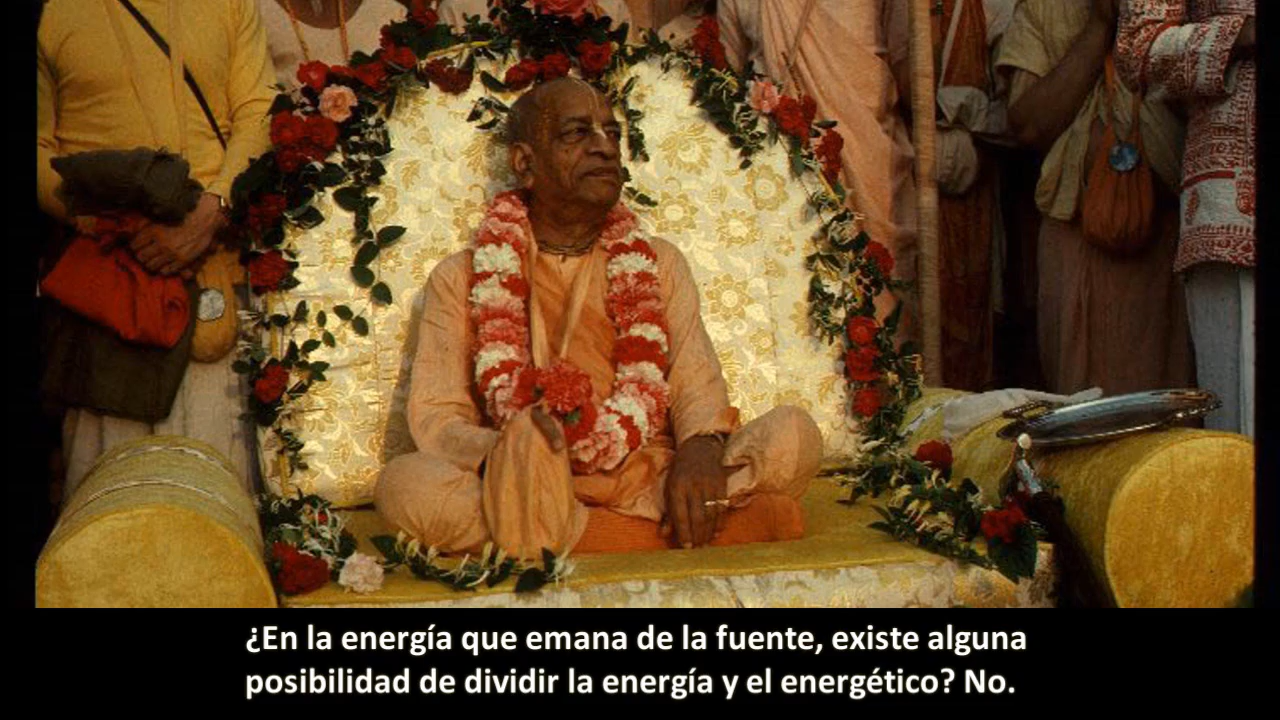 ¿En la energía que emana de la fuente, existe alguna
posibilidad de dividir la energía y el energético? No.